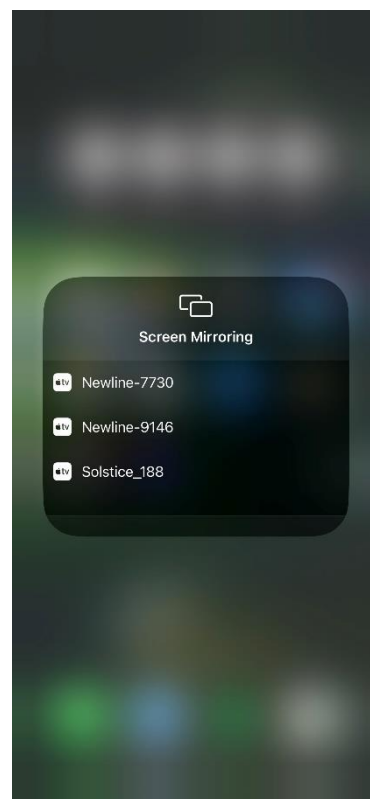 Screen Mirroring
tv Newline-7730
tv Newline-9146
tv Solstice_188